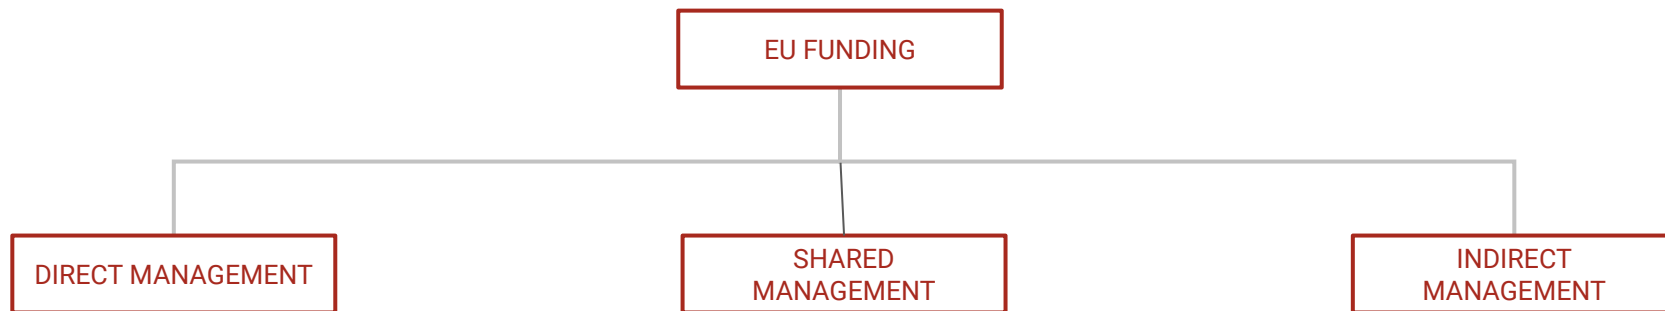 EU FUNDING
DIRECT MANAGEMENT
SHARED
MANAGEMENT
INDIRECT
MANAGEMENT